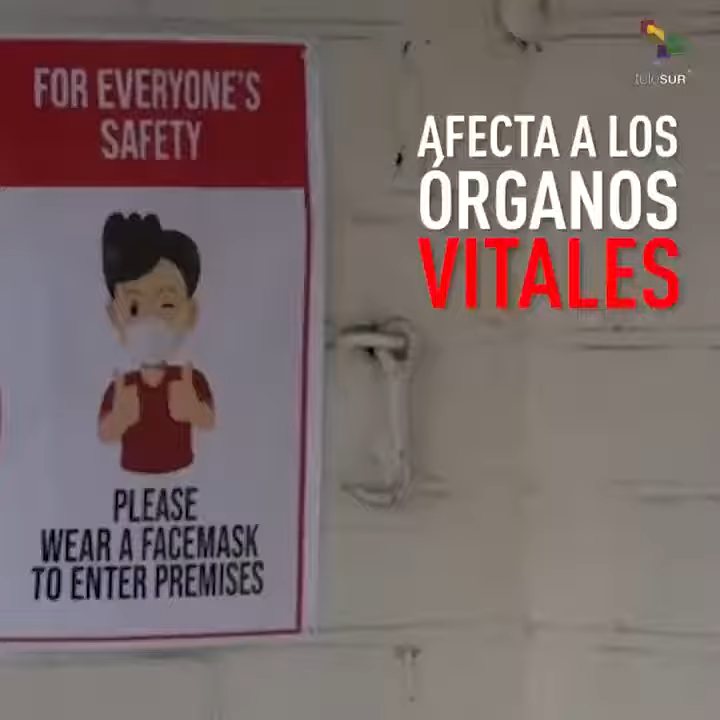 FOR EVERYONE'S
SAFETY
PLEASE
WEAR A FACEMASK
TO ENTER PREMISES
teleSUR
AFECTA A LOS
ÓRGANOS
VITALES